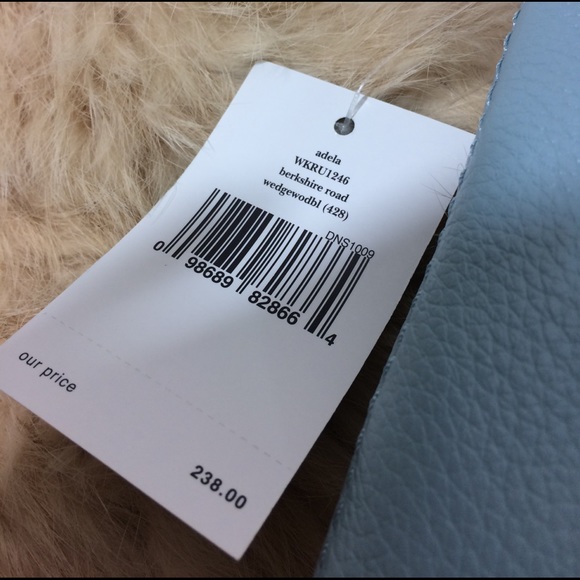 adela
WKRU1246
berkshire road
wedgewodbl (428)
DNS1009
0 98689 82866 4
our price
238.00